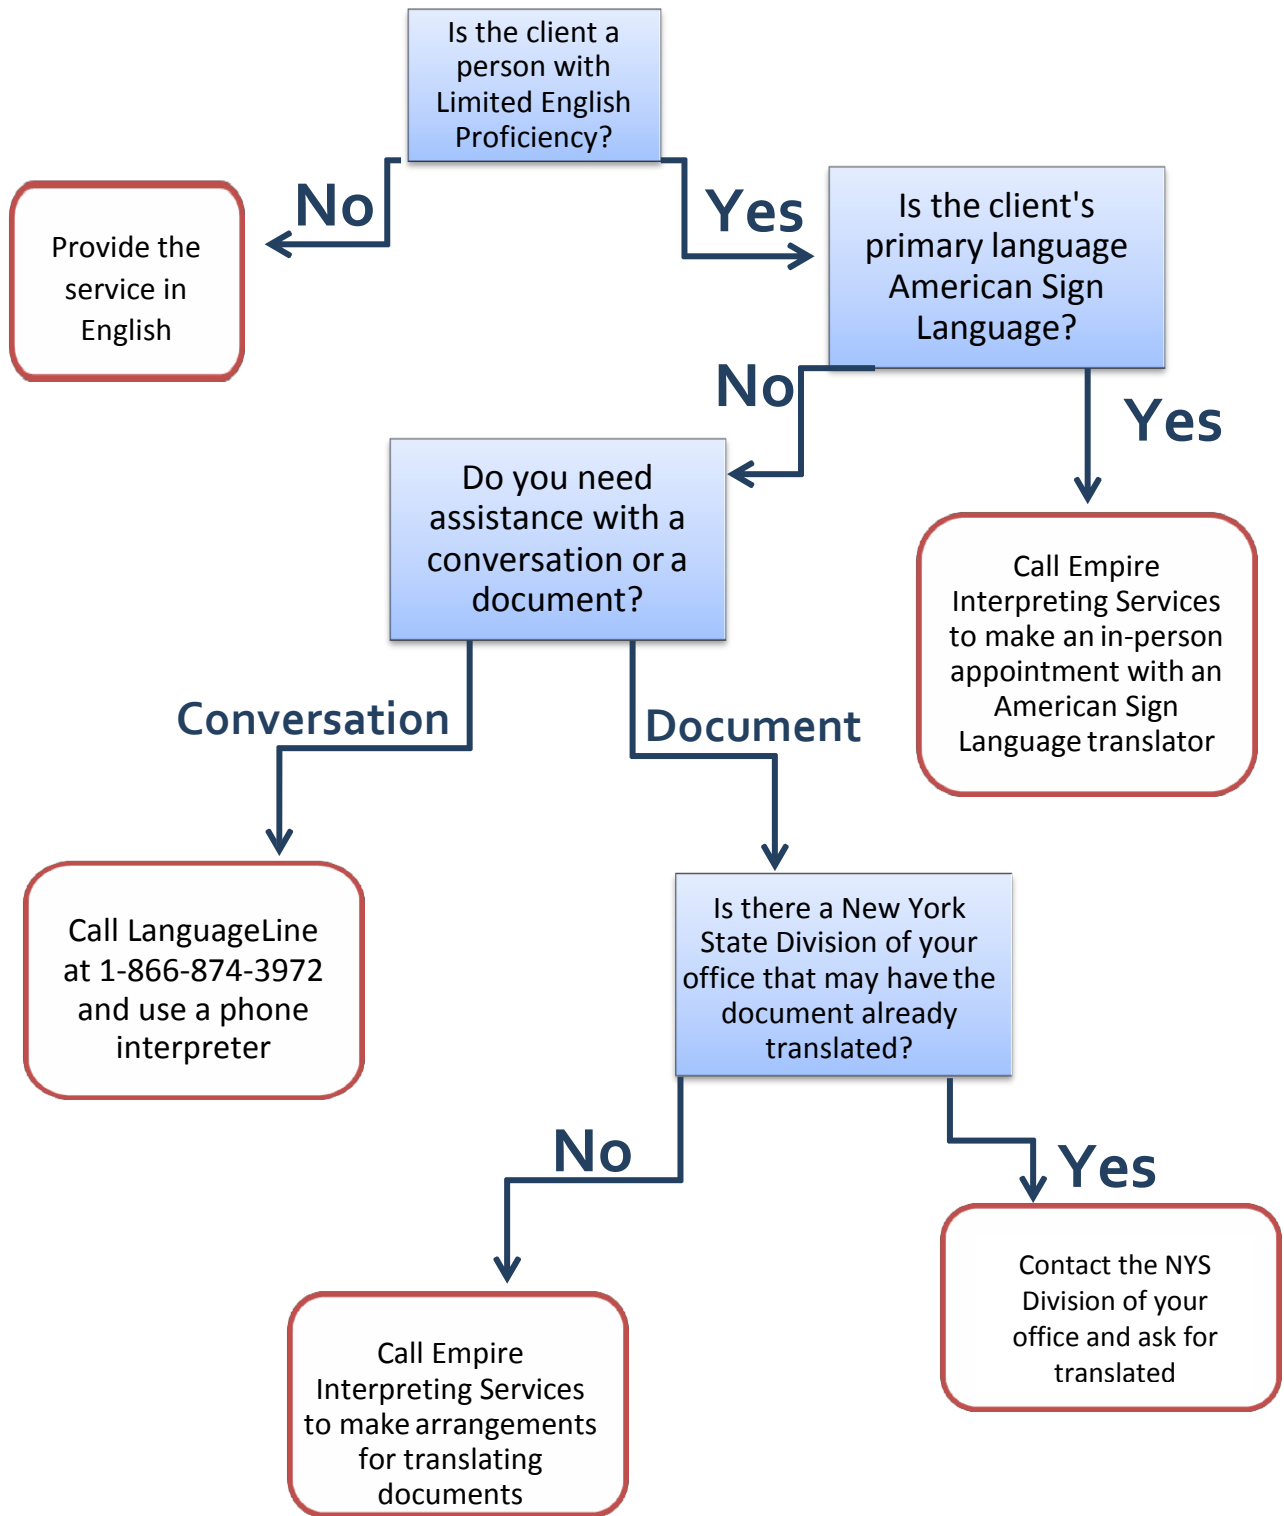 Is the client a
person with
Limited English
Proficiency?
No
Yes
Provide the
service in
English
Is the client's
primary language
American Sign
Language?
No
Yes
Do you need
assistance with a
conversation or a
document?
Call Empire
Interpreting Services
to make an in-person
appointment with an
American Sign
Language translator
Conversation
Document
Call LanguageLine
at 1-866-874-3972
and use a phone
interpreter
Is there a New York
State Division of your
office that may have the
document already
translated?
No
Yes
Call Empire
Interpreting Services
to make arrangements
for translating
documents
Contact the NYS
Division of your
office and ask for
translated